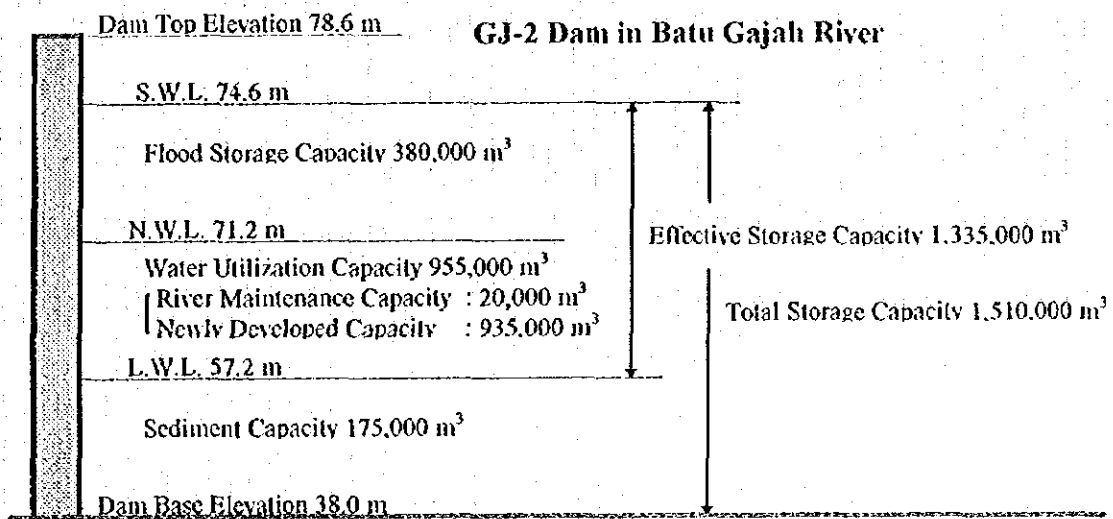 Dam Top Elevation 78.6 m
GJ-2 Dam in Batu Gajah River
S.W.L. 74.6 m
Flood Storage Capacity 380,000 m³
N.W.L. 71.2 m
Effective Storage Capacity 1,335,000 m³
Water Utilization Capacity 955,000 m³
River Maintenance Capacity : 20,000 m³
Newly Developed Capacity : 935,000 m³
Total Storage Capacity 1,510,000 m³
L.W.L. 57.2 m
Sediment Capacity 175,000 m³
Dam Base Elevation 38.0 m